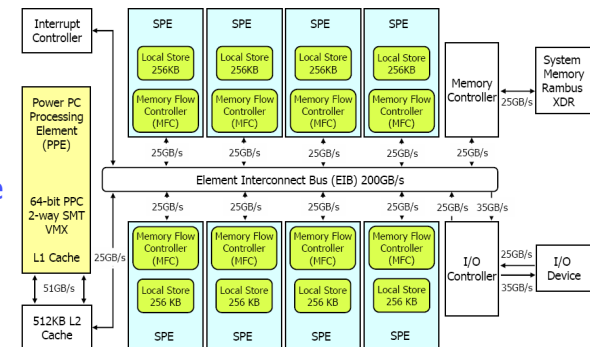 Interrupt
Controller
SPE
SPE
SPE
SPE
Local Store
256KB
Local Store
256KB
Local Store
256KB
Local Store
256KB
Memory Flow
Controller
(MFC)
Memory Flow
Controller
(MFC)
Memory Flow
Controller
(MFC)
Memory Flow
Controller
(MFC)
Memory
Controller
25GB/s
System
Memory
Rambus
XDR
25GB/s
25GB/s
25GB/s
25GB/s
25GB/s
Power PC
Processing
Element
(PPE)
64-bit PPC
2-way SMT
VMX
L1 Cache
e
Element Interconnect Bus (EIB) 200GB/s
25GB/s
25GB/s
25GB/s
25GB/s
25GB/s
35GB/s
25GB/s
51GB/s
512KB L2
Cache
Memory Flow
Controller
(MFC)
Memory Flow
Controller
(MFC)
Memory Flow
Controller
(MFC)
Memory Flow
Controller
(MFC)
Local Store
256 KB
Local Store
256 KB
Local Store
256 KB
Local Store
256 KB
SPE
SPE
SPE
SPE
I/O
Controller
25GB/s
35GB/s
I/O
Device